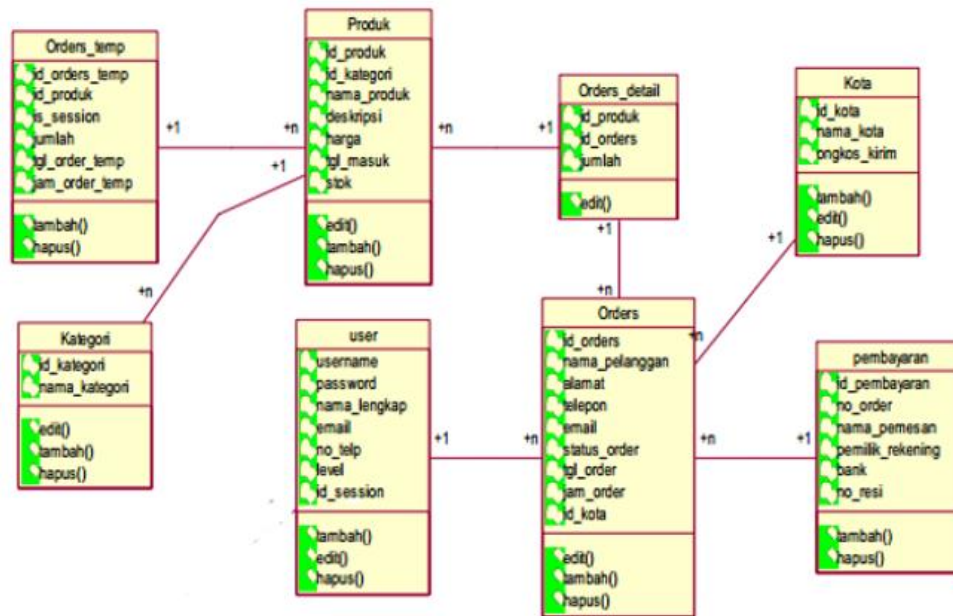 Orders_temp
id_orders_temp
id_produk
is_session
jumlah
tgl_order_temp
jam_order_temp
tambah()
hapus()
+1
+n
Produk
id_produk
id_kategori
nama_produk
deskripsi
harga
tgl_masuk
stok
edit()
tambah()
hapus()
+n
+1
Orders_detail
id_produk
id_orders
jumlah
edit()
Kota
id_kota
nama_kota
ongkos_kirim
tambah()
edit()
hapus()
+1
+n
+1
+n
+1
+n
Kategori
id_kategori
nama_kategori
edit()
tambah()
hapus()
user
username
password
nama_lengkap
email
no_telp
level
id_session
tambah()
edit()
hapus()
+1
+n
Orders
id_orders
nama_pelanggan
alamat
telepon
email
status_order
tgl_order
jam_order
id_kota
edit()
tambah()
hapus()
+n
+1
pembayaran
id_pembayaran
no_order
nama_pemesan
pemilik_rekening
bank
no_resi
tambah()
hapus()